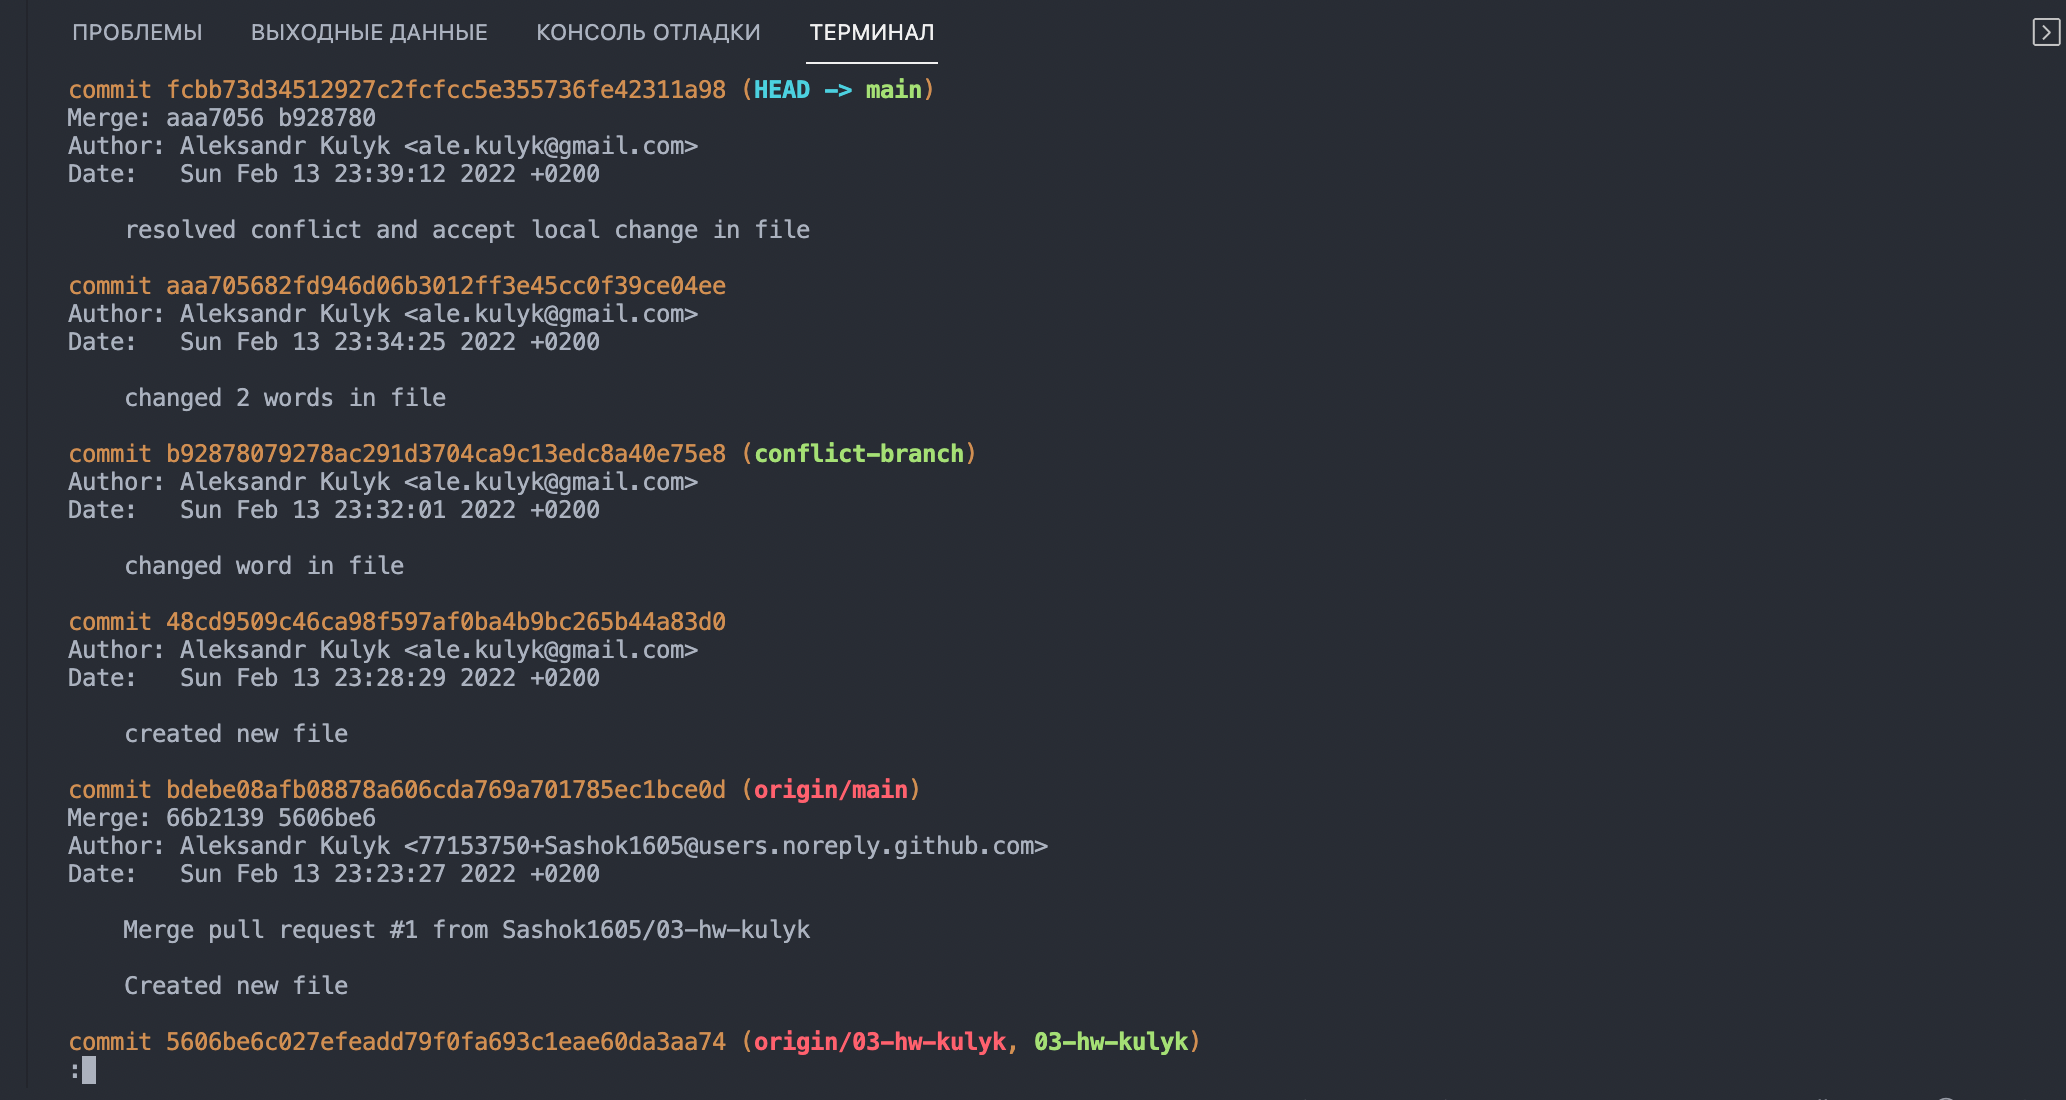 ПРОБЛЕМЫ ВЫХОДНЫЕ ДАННЫЕ КОНСОЛЬ ОТЛАДКИ ТЕРМИНАЛ
commit fcbb73d34512927c2fcfcc5e355736fe42311a98 (HEAD -> main)
Merge: aaa7056 b928780
Author: Aleksandr Kulyk <ale.kulyk@gmail.com>
Date:   Sun Feb 13 23:39:12 2022 +0200
resolved conflict and accept local change in file
commit aaa705682fd946d06b3012ff3e45cc0f39ce04ee
Author: Aleksandr Kulyk <ale.kulyk@gmail.com>
Date:   Sun Feb 13 23:34:25 2022 +0200
changed 2 words in file
commit b92878079278ac291d3704ca9c13edc8a40e75e8 (conflict-branch)
Author: Aleksandr Kulyk <ale.kulyk@gmail.com>
Date:   Sun Feb 13 23:32:01 2022 +0200
changed word in file
commit 48cd9509c46ca98f597af0ba4b9bc265b44a83d0
Author: Aleksandr Kulyk <ale.kulyk@gmail.com>
Date:   Sun Feb 13 23:28:29 2022 +0200
created new file
commit bdebe08afb08878a606cda769a701785ec1bce0d (origin/main)
Merge: 66b2139 5606be6
Author: Aleksandr Kulyk <77153750+Sashok1605@users.noreply.github.com>
Date:   Sun Feb 13 23:23:27 2022 +0200
Merge pull request #1 from Sashok1605/03-hw-kulyk
Created new file
commit 5606be6c027efeadd79f0fa693c1eae60da3aa74 (origin/03-hw-kulyk, 03-hw-kulyk)
: